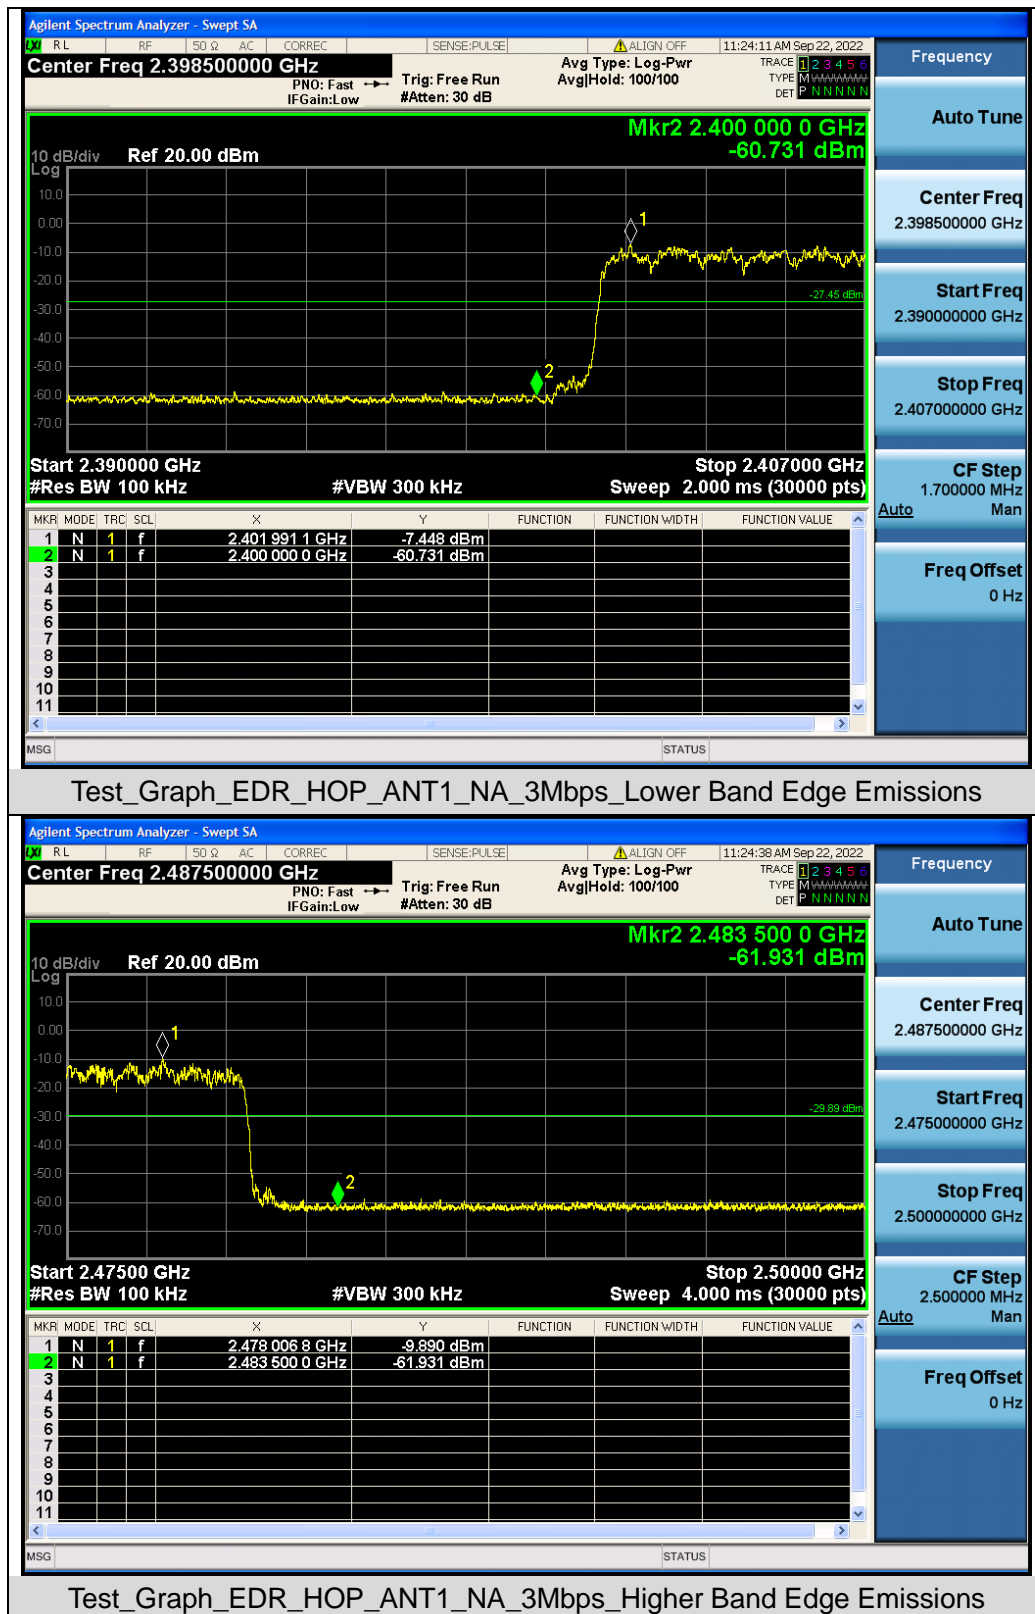 Agilent Spectrum Analyzer - Swept SA
LXI RL RF 50 Ω AC CORREC SENSE:PULSE ALIGN OFF 11:24:11 AM Sep 22, 2022
Center Freq 2.398500000 GHz
PNO: Fast
IFGain:Low
Trig: Free Run
#Atten: 30 dB
Avg Type: Log-Pwr
Avg|Hold: 100/100
TRACE 1 2 3 4 5 6
TYPE M WWWWW
DET P N N N N N
Mkr2 2.400 000 0 GHz
-60.731 dBm
10 dB/div Ref 20.00 dBm
Log
10.0
0.00
-10.0
-20.0
-30.0
-40.0
-50.0
-60.0
-70.0
1
2
-27.45 dBm
Start 2.390000 GHz Stop 2.407000 GHz
#Res BW 100 kHz #VBW 300 kHz Sweep 2.000 ms (30000 pts)
MKR MODE TRC SCL X Y FUNCTION FUNCTION WIDTH FUNCTION VALUE
1 N 1 f 2.401 991 1 GHz -7.448 dBm
2 N 1 f 2.400 000 0 GHz -60.731 dBm
3
4
5
6
7
8
9
10
11
MSG STATUS
Frequency
Auto Tune
Center Freq
2.398500000 GHz
Start Freq
2.390000000 GHz
Stop Freq
2.407000000 GHz
CF Step
1.700000 MHz
Auto Man
Freq Offset
0 Hz
Test_Graph_EDR_HOP_ANT1_NA_3Mbps_Lower Band Edge Emissions
Agilent Spectrum Analyzer - Swept SA
LXI RL RF 50 Ω AC CORREC SENSE:PULSE ALIGN OFF 11:24:38 AM Sep 22, 2022
Center Freq 2.487500000 GHz
PNO: Fast
IFGain:Low
Trig: Free Run
#Atten: 30 dB
Avg Type: Log-Pwr
Avg|Hold: 100/100
TRACE 1 2 3 4 5 6
TYPE M WWWWW
DET P N N N N N
Mkr2 2.483 500 0 GHz
-61.931 dBm
10 dB/div Ref 20.00 dBm
Log
10.0
0.00
-10.0
-20.0
-30.0
-40.0
-50.0
-60.0
-70.0
1
2
-29.89 dBm
Start 2.47500 GHz Stop 2.50000 GHz
#Res BW 100 kHz #VBW 300 kHz Sweep 4.000 ms (30000 pts)
MKR MODE TRC SCL X Y FUNCTION FUNCTION WIDTH FUNCTION VALUE
1 N 1 f 2.478 006 8 GHz -9.890 dBm
2 N 1 f 2.483 500 0 GHz -61.931 dBm
3
4
5
6
7
8
9
10
11
MSG STATUS
Frequency
Auto Tune
Center Freq
2.487500000 GHz
Start Freq
2.475000000 GHz
Stop Freq
2.500000000 GHz
CF Step
2.500000 MHz
Auto Man
Freq Offset
0 Hz
Test_Graph_EDR_HOP_ANT1_NA_3Mbps_Higher Band Edge Emissions